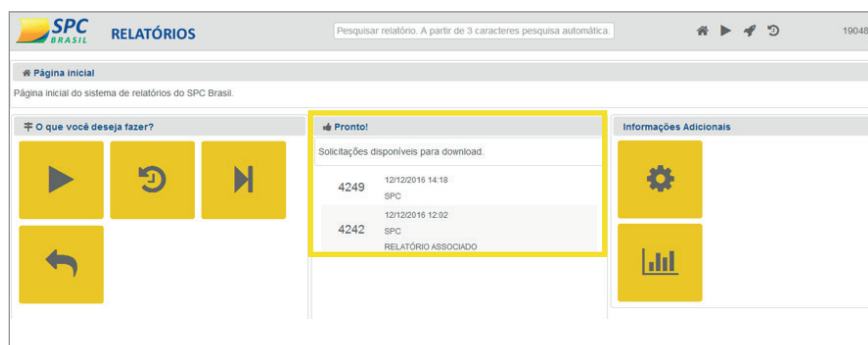 SPC
BRASIL
RELATÓRIOS
Pesquisar relatório. A partir de 3 caracteres pesquisa automática.
19048
Página inicial
Página inicial do sistema de relatórios do SPC Brasil.
O que você deseja fazer?
Pronto!
Solicitações disponíveis para download.
4249
12/12/2016 14:18
SPC
4242
12/12/2016 12:02
SPC
RELATÓRIO ASSOCIADO
Informações Adicionais